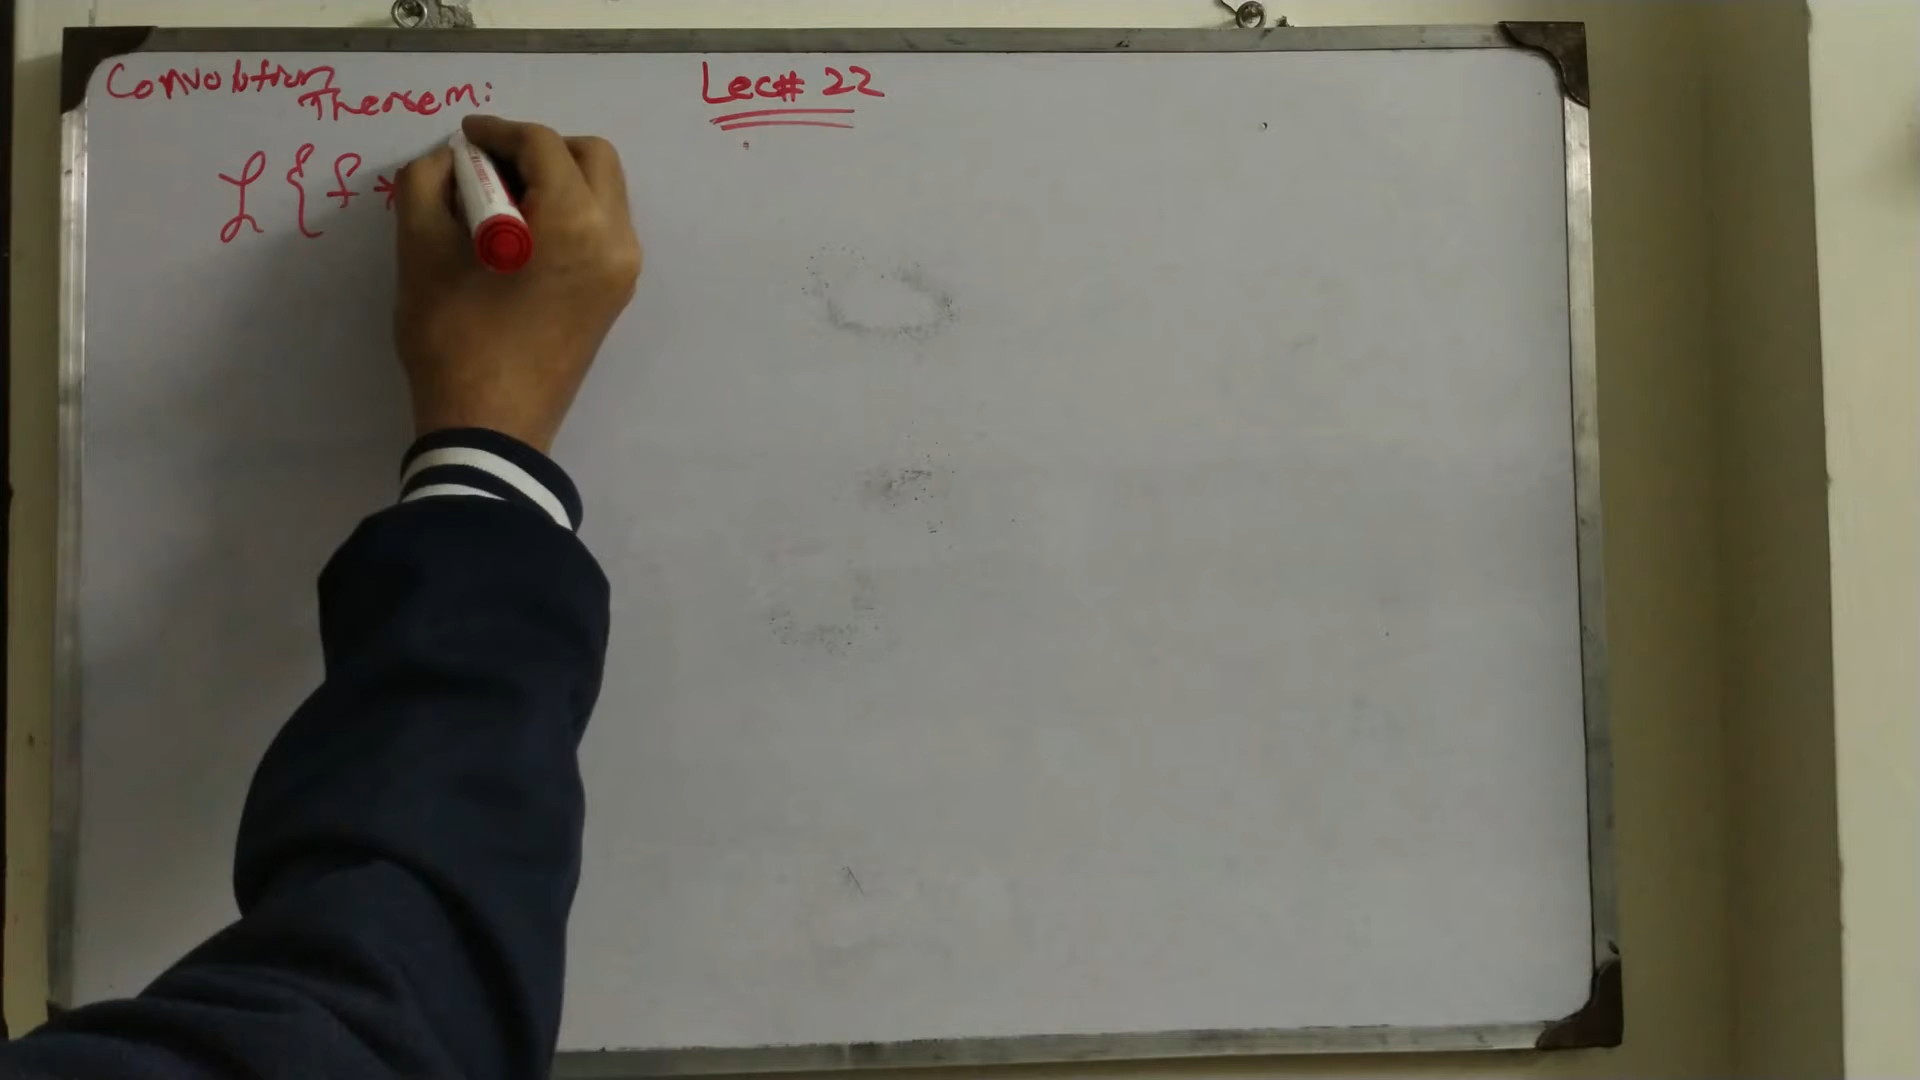 Convolution Lec# 22
Theorem:
ℒ { f *